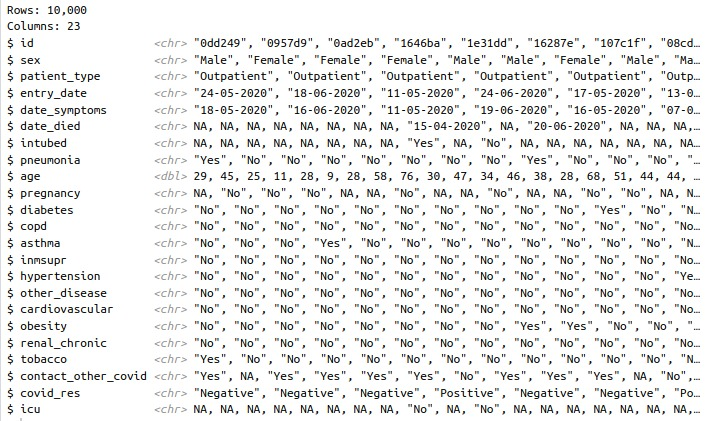 Rows: 10,000
Columns: 23
$ id <chr> "0dd249", "0957d9", "0ad2eb", "1646ba", "1e31dd", "16287e", "107c1f", "08cd…
$ sex <chr> "Male", "Female", "Female", "Female", "Male", "Male", "Female", "Male", "Ma…
$ patient_type <chr> "Outpatient", "Outpatient", "Outpatient", "Outpatient", "Outpatient", "Outp…
$ entry_date <chr> "24-05-2020", "18-06-2020", "11-05-2020", "24-06-2020", "17-05-2020", "13-0…
$ date_symptoms <chr> "18-05-2020", "16-06-2020", "11-05-2020", "19-06-2020", "16-05-2020", "07-0…
$ date_died <chr> NA, NA, NA, NA, NA, NA, NA, NA, "15-04-2020", NA, "20-06-2020", NA, NA, NA,…
$ intubed <chr> NA, NA, NA, NA, NA, NA, NA, NA, "Yes", NA, "No", NA, NA, NA, NA, NA, NA, NA…
$ pneumonia <chr> "Yes", "No", "No", "No", "No", "No", "No", "No", "Yes", "No", "No", "No", "…
$ age <dbl> 29, 45, 25, 11, 28, 9, 28, 58, 76, 30, 47, 34, 46, 38, 28, 68, 51, 44, 44, …
$ pregnancy <chr> NA, "No", "No", "No", NA, NA, "No", NA, NA, "No", NA, NA, "No", "No", NA, N…
$ diabetes <chr> "No", "No", "No", "No", "No", "No", "No", "No", "No", "No", "Yes", "No", "N…
$ copd <chr> "No", "No", "No", "No", "No", "No", "No", "No", "No", "No", "No", "No", "No…
$ asthma <chr> "No", "No", "No", "Yes", "No", "No", "No", "No", "No", "No", "No", "No", "N…
$ inmsupr <chr> "No", "No", "No", "No", "No", "No", "No", "No", "No", "No", "No", "No", "No…
$ hypertension <chr> "No", "No", "No", "No", "No", "No", "No", "No", "No", "No", "No", "No", "Ye…
$ other_disease <chr> "No", "No", "No", "No", "No", "No", "No", "No", "No", "No", "No", "No", "No…
$ cardiovascular <chr> "No", "No", "No", "No", "No", "No", "No", "No", "No", "No", "No", "No", "No…
$ obesity <chr> "No", "No", "No", "No", "No", "No", "No", "No", "Yes", "Yes", "No", "No", "…
$ renal_chronic <chr> "No", "No", "No", "No", "No", "No", "No", "No", "No", "No", "No", "No", "No…
$ tobacco <chr> "Yes", "No", "No", "No", "No", "No", "No", "No", "No", "No", "No", "No", "N…
$ contact_other_covid <chr> "Yes", NA, "Yes", "Yes", "Yes", "Yes", "No", "Yes", "Yes", "Yes", NA, "No",…
$ covid_res <chr> "Negative", "Negative", "Negative", "Positive", "Negative", "Negative", "Po…
$ icu <chr> NA, NA, NA, NA, NA, NA, NA, NA, "No", NA, "No", NA, NA, NA, NA, NA, NA, NA,…